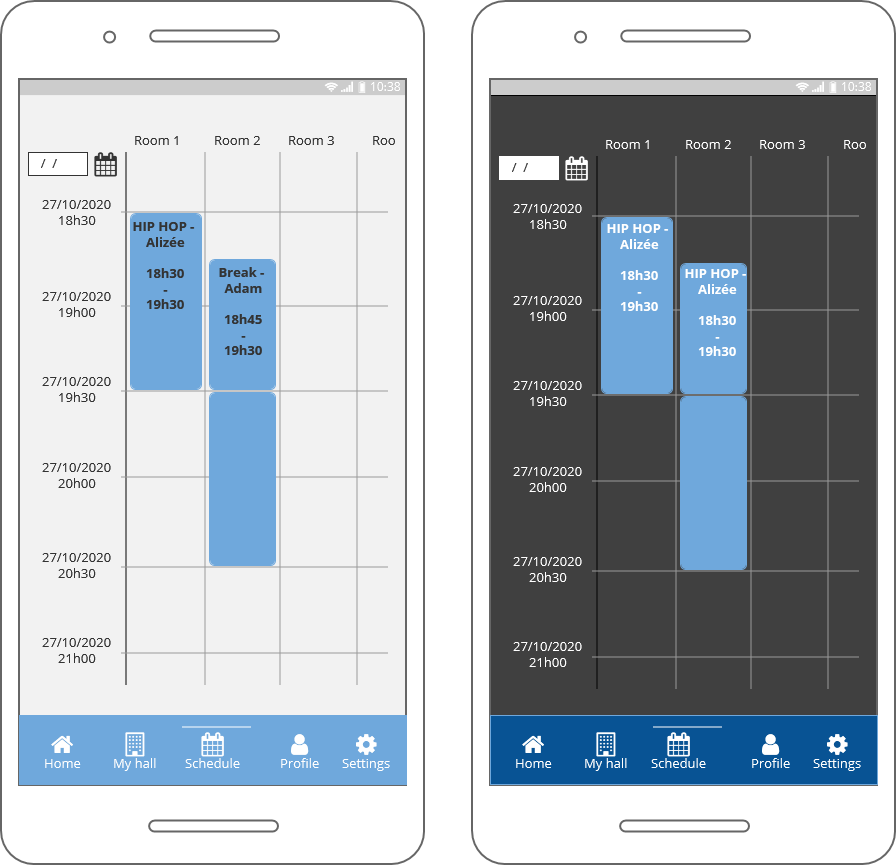 10:38
Room 1 Room 2 Room 3 Roo
/ /
27/10/2020
18h30
HIP HOP -
Alizée
18h30
-
19h30
Break -
Adam
18h45
-
19h30
27/10/2020
19h00
27/10/2020
19h30
27/10/2020
20h00
27/10/2020
20h30
27/10/2020
21h00
Home My hall Schedule Profile Settings
10:38
Room 1 Room 2 Room 3 Roo
/ /
27/10/2020
18h30
HIP HOP -
Alizée
18h30
-
19h30
HIP HOP -
Alizée
18h30
-
19h30
27/10/2020
19h00
27/10/2020
19h30
27/10/2020
20h00
27/10/2020
20h30
27/10/2020
21h00
Home My hall Schedule Profile Settings